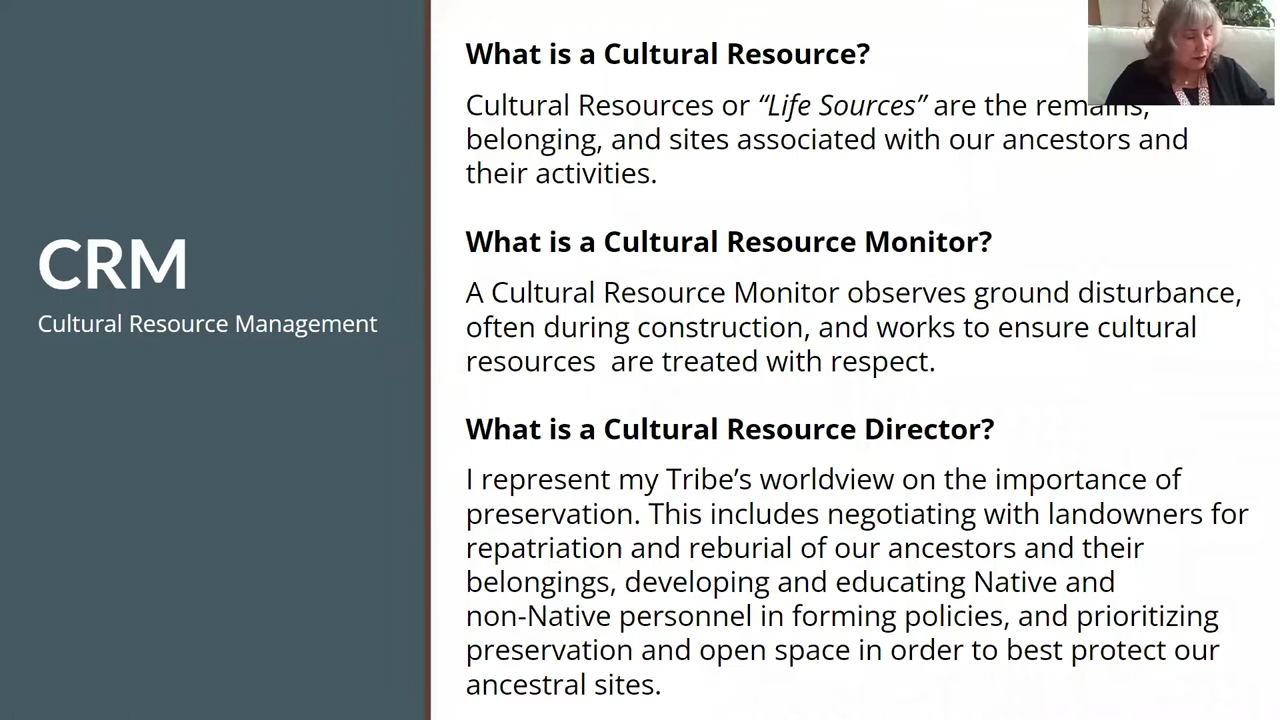 CRM
Cultural Resource Management
What is a Cultural Resource?
Cultural Resources or “Life Sources” are the remains,
belonging, and sites associated with our ancestors and
their activities.
What is a Cultural Resource Monitor?
A Cultural Resource Monitor observes ground disturbance,
often during construction, and works to ensure cultural
resources  are treated with respect.
What is a Cultural Resource Director?
I represent my Tribe’s worldview on the importance of
preservation. This includes negotiating with landowners for
repatriation and reburial of our ancestors and their
belongings, developing and educating Native and
non-Native personnel in forming policies, and prioritizing
preservation and open space in order to best protect our
ancestral sites.